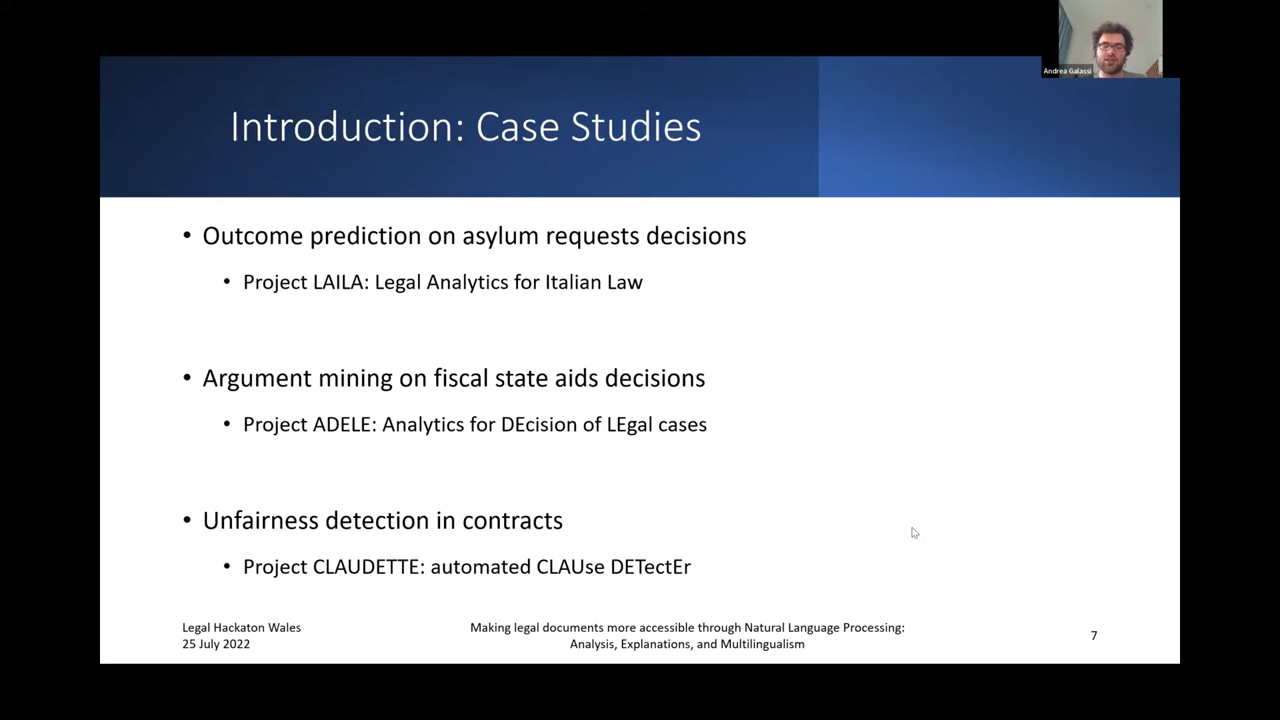 Andrea Galassi
Introduction: Case Studies
• Outcome prediction on asylum requests decisions
• Project LAILA: Legal Analytics for Italian Law
• Argument mining on fiscal state aids decisions
• Project ADELE: Analytics for DEcision of LEgal cases
• Unfairness detection in contracts
• Project CLAUDETTE: automated CLAUse DETectEr
Legal Hackaton Wales
25 July 2022
Making legal documents more accessible through Natural Language Processing:
Analysis, Explanations, and Multilingualism
7